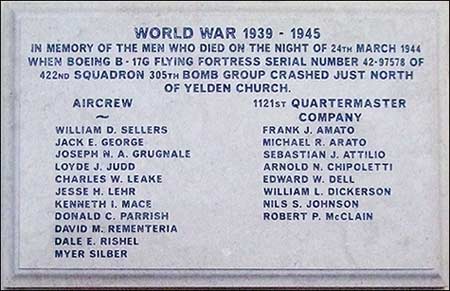 WORLD WAR 1939 - 1945
IN MEMORY OF THE MEN WHO DIED ON THE NIGHT OF 24TH MARCH 1944
WHEN BOEING B - 17G FLYING FORTRESS SERIAL NUMBER 42-97578 OF
422ND SQUADRON 305TH BOMB GROUP CRASHED JUST NORTH
OF YELDEN CHURCH.
AIRCREW
~
WILLIAM D. SELLERS
JACK E. GEORGE
JOSEPH N. A. GRUGNALE
LOYDE J. JUDD
CHARLES W. LEAKE
JESSE H. LEHR
KENNETH I. MACE
DONALD C. PARRISH
DAVID M. REMENTERIA
DALE E. RISHEL
MYER SILBER
1121ST QUARTERMASTER
COMPANY
FRANK J. AMATO
MICHAEL R. ARATO
SEBASTIAN J. ATTILIO
ARNOLD N. CHIPOLETTI
EDWARD W. DELL
WILLIAM L. DICKERSON
NILS S. JOHNSON
ROBERT P. McCLAIN